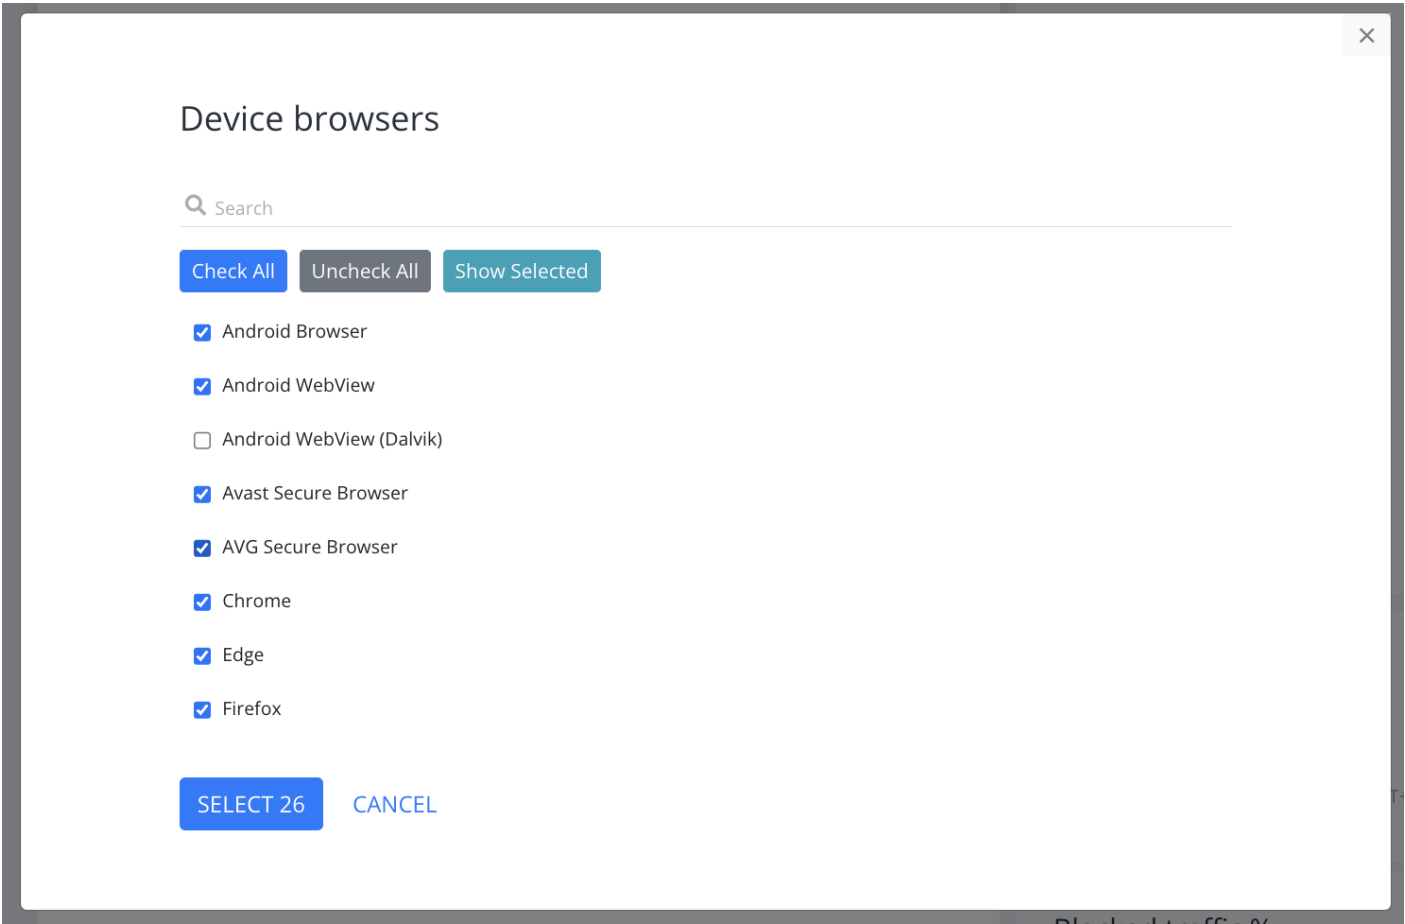 Device browsers
Search
Check All Uncheck All Show Selected
Android Browser
Android WebView
Android WebView (Dalvik)
Avast Secure Browser
AVG Secure Browser
Chrome
Edge
Firefox
SELECT 26 CANCEL